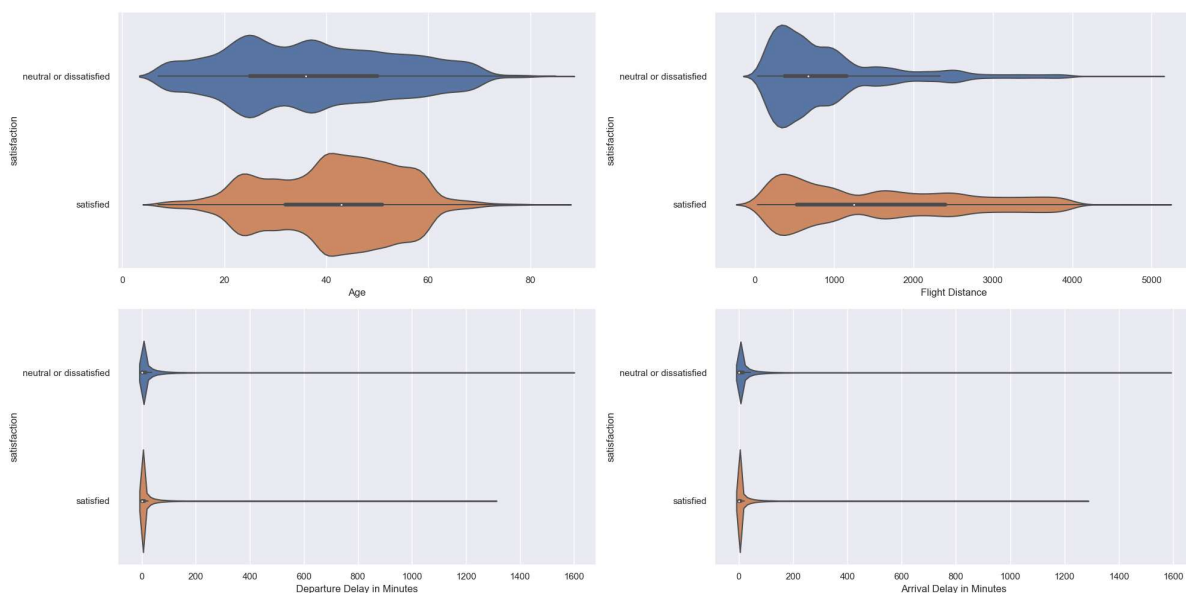 neutral or dissatisfied
satisfaction
satisfied
0 20 40 60 80
Age
neutral or dissatisfied
satisfaction
satisfied
0 1000 2000 3000 4000 5000
Flight Distance
neutral or dissatisfied
satisfaction
satisfied
0 200 400 600 800 1000 1200 1400 1600
Departure Delay in Minutes
neutral or dissatisfied
satisfaction
satisfied
0 200 400 600 800 1000 1200 1400 1600
Arrival Delay in Minutes